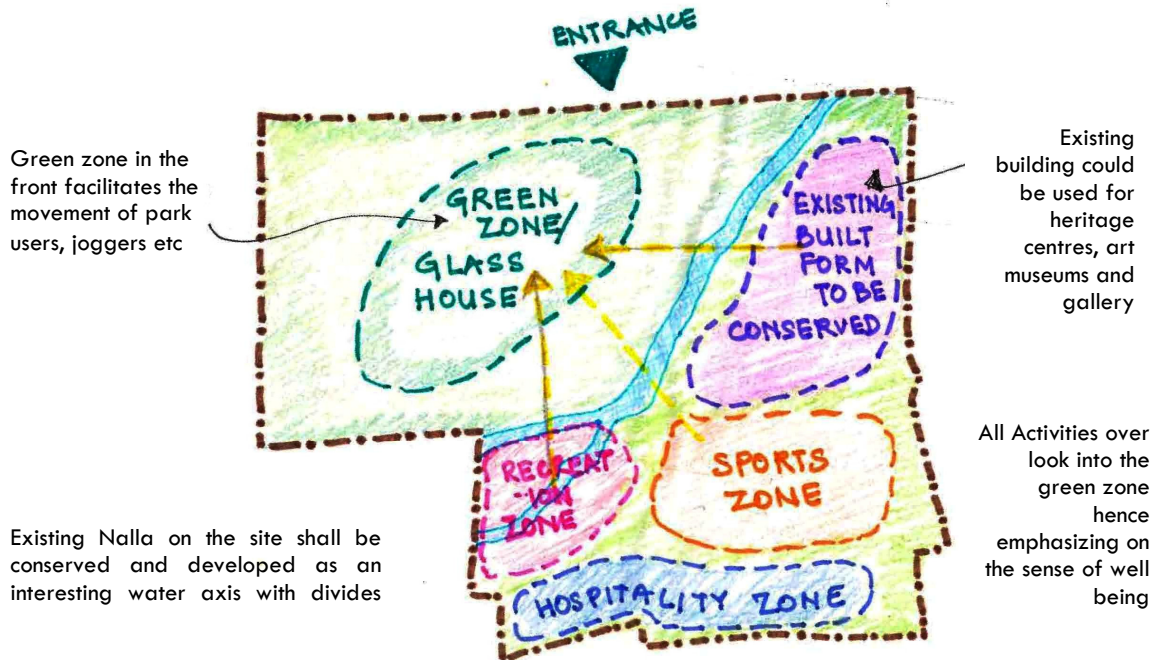 ENTRANCE
Green zone in the
front facilitates the
movement of park
users, joggers etc
GREEN
ZONE/
GLASS
HOUSE
EXISTING
BUILT
FORM
TO BE
CONSERVED
Existing
building could
be used for
heritage
centres, art
museums and
gallery
RECREAT
-ION
ZONE
SPORTS
ZONE
HOSPITALITY ZONE
All Activities over
look into the
green zone
hence
emphasizing on
the sense of well
being
Existing Nalla on the site shall be
conserved and developed as an
interesting water axis with divides